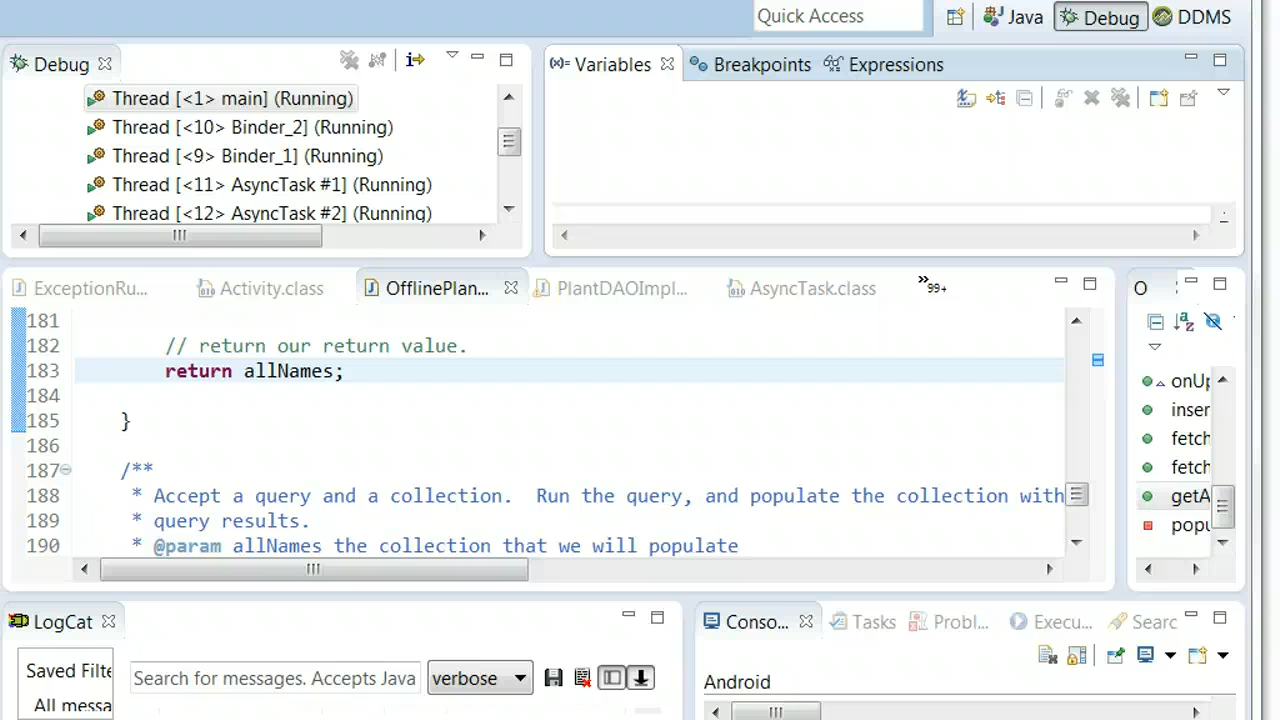 Quick Access
Java
Debug
DDMS
Debug
Variables
Breakpoints
Expressions
Thread [<1> main] (Running)
Thread [<10> Binder_2] (Running)
Thread [<9> Binder_1] (Running)
Thread [<11> AsyncTask #1] (Running)
Thread [<12> AsyncTask #2] (Running)
ExceptionRu...
Activity.class
OfflinePlan...
PlantDAOImpl...
AsyncTask.class
99+
O
181
182 // return our return value.
183 return allNames;
184
185 }
186
187 /**
188 * Accept a query and a collection.  Run the query, and populate the collection with
189 * query results.
190 * @param allNames the collection that we will populate
onUp
inser
fetch
fetch
getA
popu
LogCat
Saved Filte
All messa
Search for messages. Accepts Java
verbose
Conso...
Tasks
Probl...
Execu...
Searc
Android